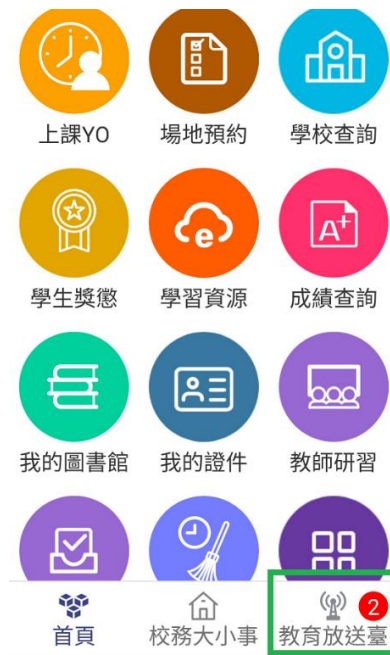 上課YO 場地預約 學校查詢
e A+
學生獎懲 學習資源 成績查詢
我的圖書館 我的證件 教師研習
2
首頁 校務大小事 教育放送臺